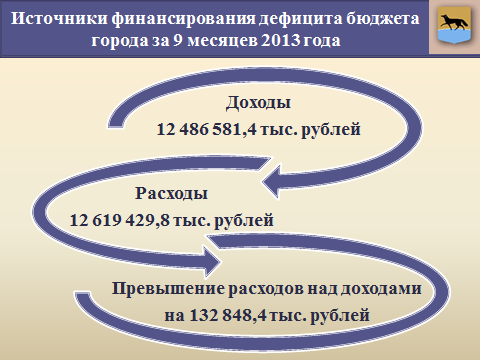 Источники финансирования дефицита бюджета
города за 9 месяцев 2013 года
Доходы
12 486 581,4 тыс. рублей
Расходы
12 619 429,8 тыс. рублей
Превышение расходов над доходами
на 132 848,4 тыс. рублей